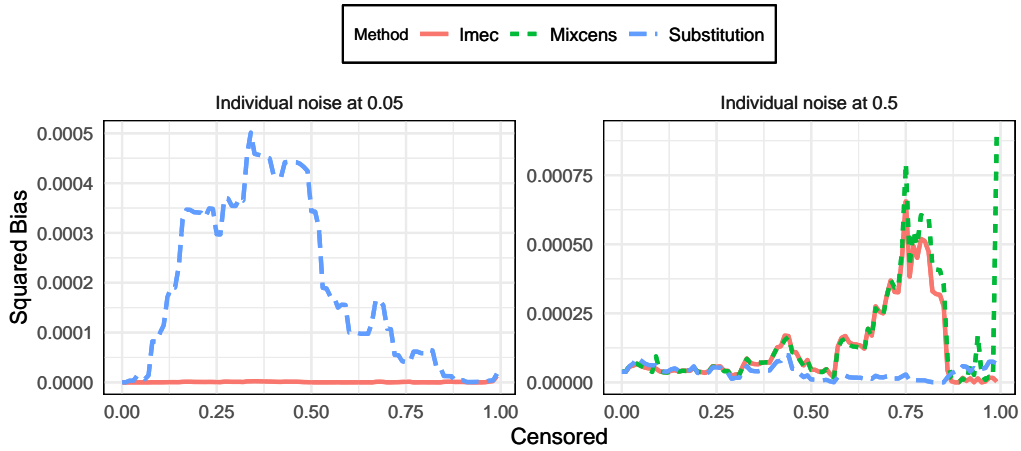 Method Imec Mixcens Substitution
Individual noise at 0.05
Individual noise at 0.5
Squared Bias
0.0005
0.0004
0.0003
0.0002
0.0001
0.0000
0.00075
0.00050
0.00025
0.00000
0.00 0.25 0.50 0.75 1.00
0.00 0.25 0.50 0.75 1.00
Censored